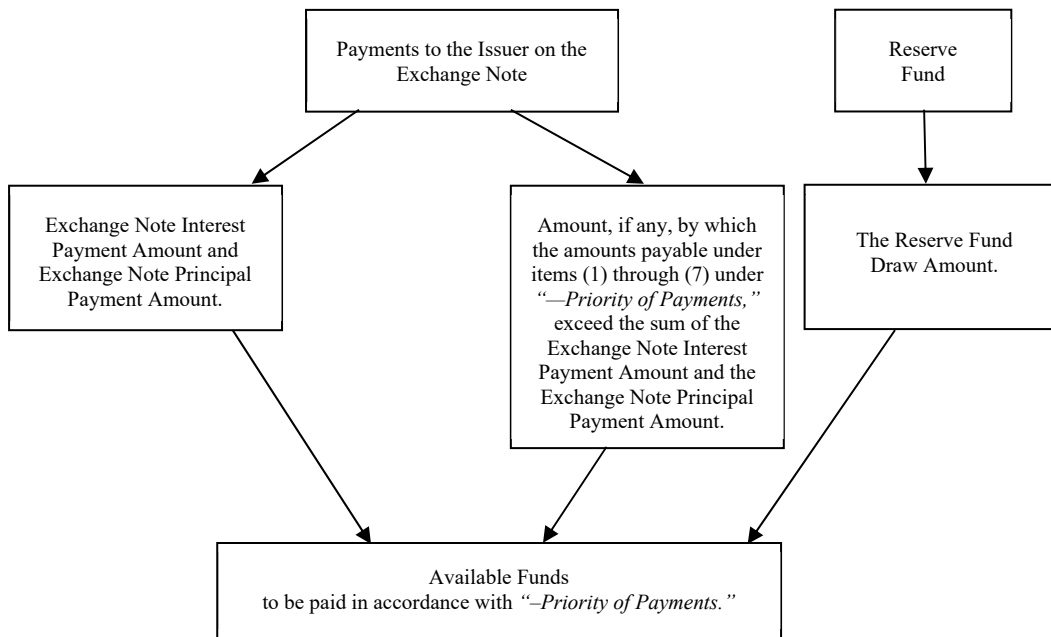 Payments to the Issuer on the
Exchange Note
Reserve
Fund
Exchange Note Interest
Payment Amount and
Exchange Note Principal
Payment Amount.
Amount, if any, by which
the amounts payable under
items (1) through (7) under
“—Priority of Payments,”
exceed the sum of the
Exchange Note Interest
Payment Amount and the
Exchange Note Principal
Payment Amount.
The Reserve Fund
Draw Amount.
Available Funds
to be paid in accordance with “–Priority of Payments.”